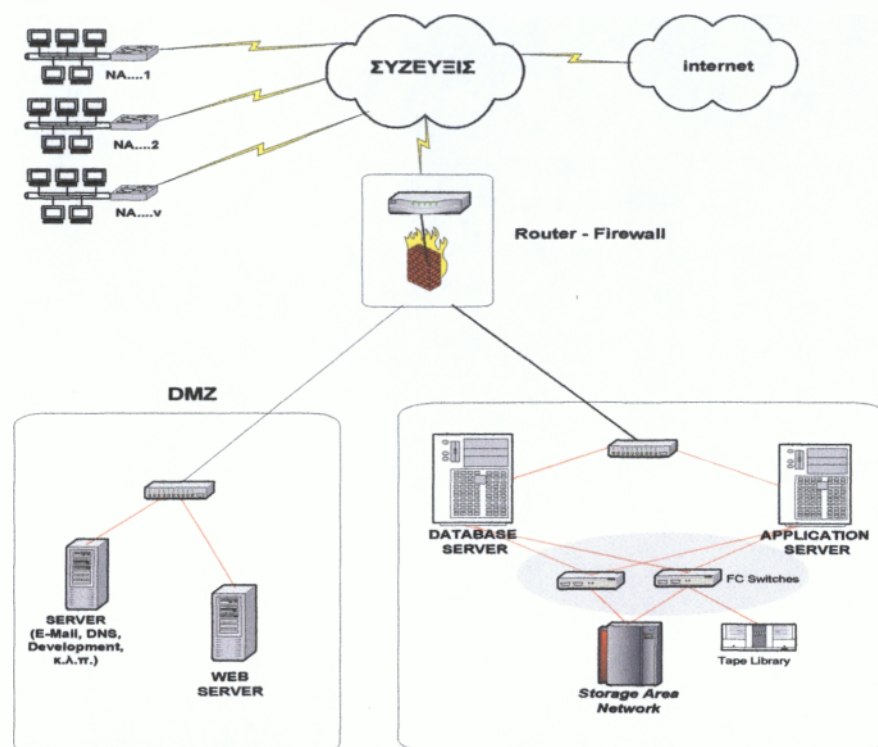 ΣΥΖΕΥΞΙΣ
internet
NA....1
NA....2
NA....ν
Router - Firewall
DMZ
DATABASE
SERVER
APPLICATION
SERVER
FC Switches
SERVER
(E-Mail, DNS,
Development,
κ.λ.π.)
WEB
SERVER
Storage Area
Network
Tape Library